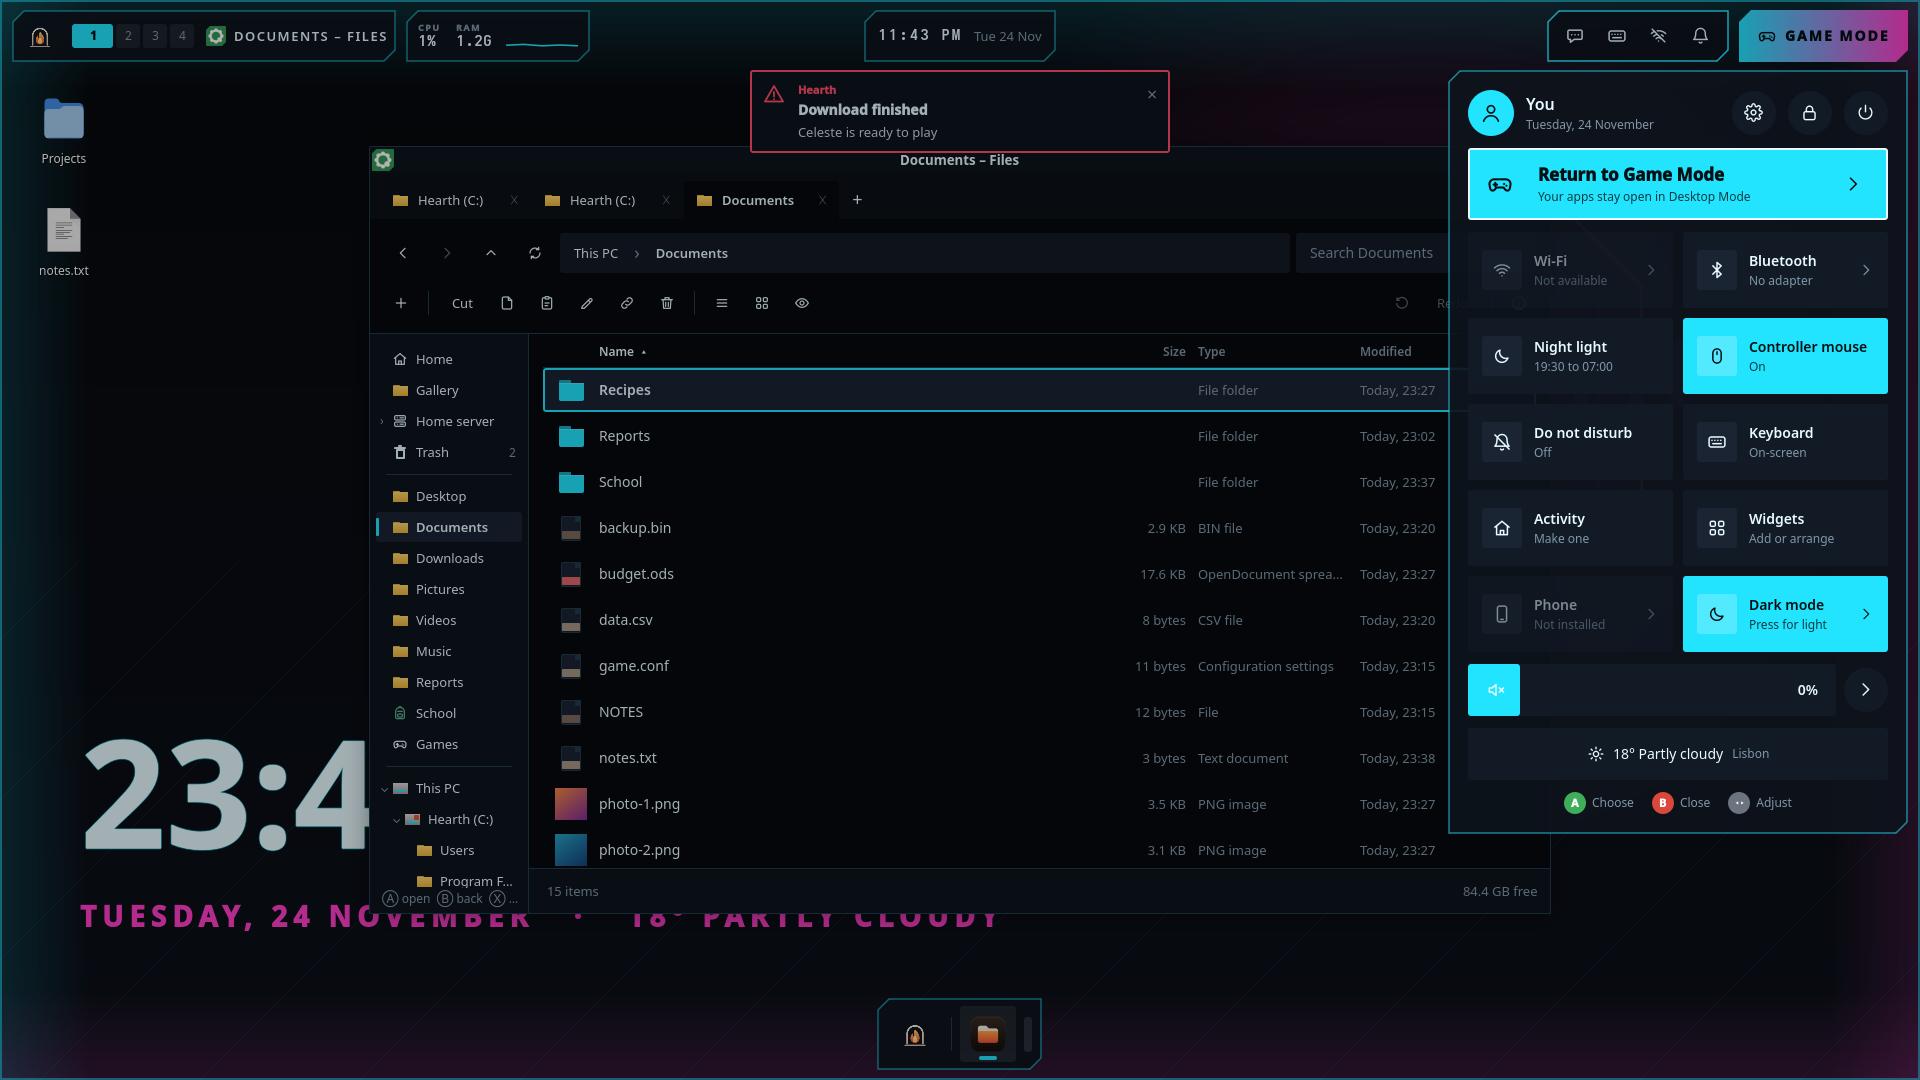 1 2 3 4 DOCUMENTS – FILES
CPU RAM
1% 1.2G
11:43 PM Tue 24 Nov
GAME MODE
Projects
notes.txt
Hearth
Download finished
Celeste is ready to play
Documents – Files
Hearth (C:) X Hearth (C:) X Documents X +
This PC › Documents
Search Documents
Cut
Name Size Type Modified
Home
Gallery
Home server
Trash 2
Desktop
Documents
Downloads
Pictures
Videos
Music
Reports
School
Games
This PC
Hearth (C:)
Users
Program F...
A open B back X ...
Recipes File folder Today, 23:27
Reports File folder Today, 23:02
School File folder Today, 23:37
backup.bin 2.9 KB BIN file Today, 23:20
budget.ods 17.6 KB OpenDocument sprea... Today, 23:27
data.csv 8 bytes CSV file Today, 23:20
game.conf 11 bytes Configuration settings Today, 23:15
NOTES 12 bytes File Today, 23:15
notes.txt 3 bytes Text document Today, 23:38
photo-1.png 3.5 KB PNG image Today, 23:27
photo-2.png 3.1 KB PNG image Today, 23:27
15 items 84.4 GB free
23:4
TUESDAY, 24 NOVEMBER · 18° PARTLY CLOUDY
You
Tuesday, 24 November
Return to Game Mode
Your apps stay open in Desktop Mode
Wi-Fi
Not available
Bluetooth
No adapter
Night light
19:30 to 07:00
Controller mouse
On
Do not disturb
Off
Keyboard
On-screen
Activity
Make one
Widgets
Add or arrange
Phone
Not installed
Dark mode
Press for light
0%
18° Partly cloudy Lisbon
A Choose B Close Adjust